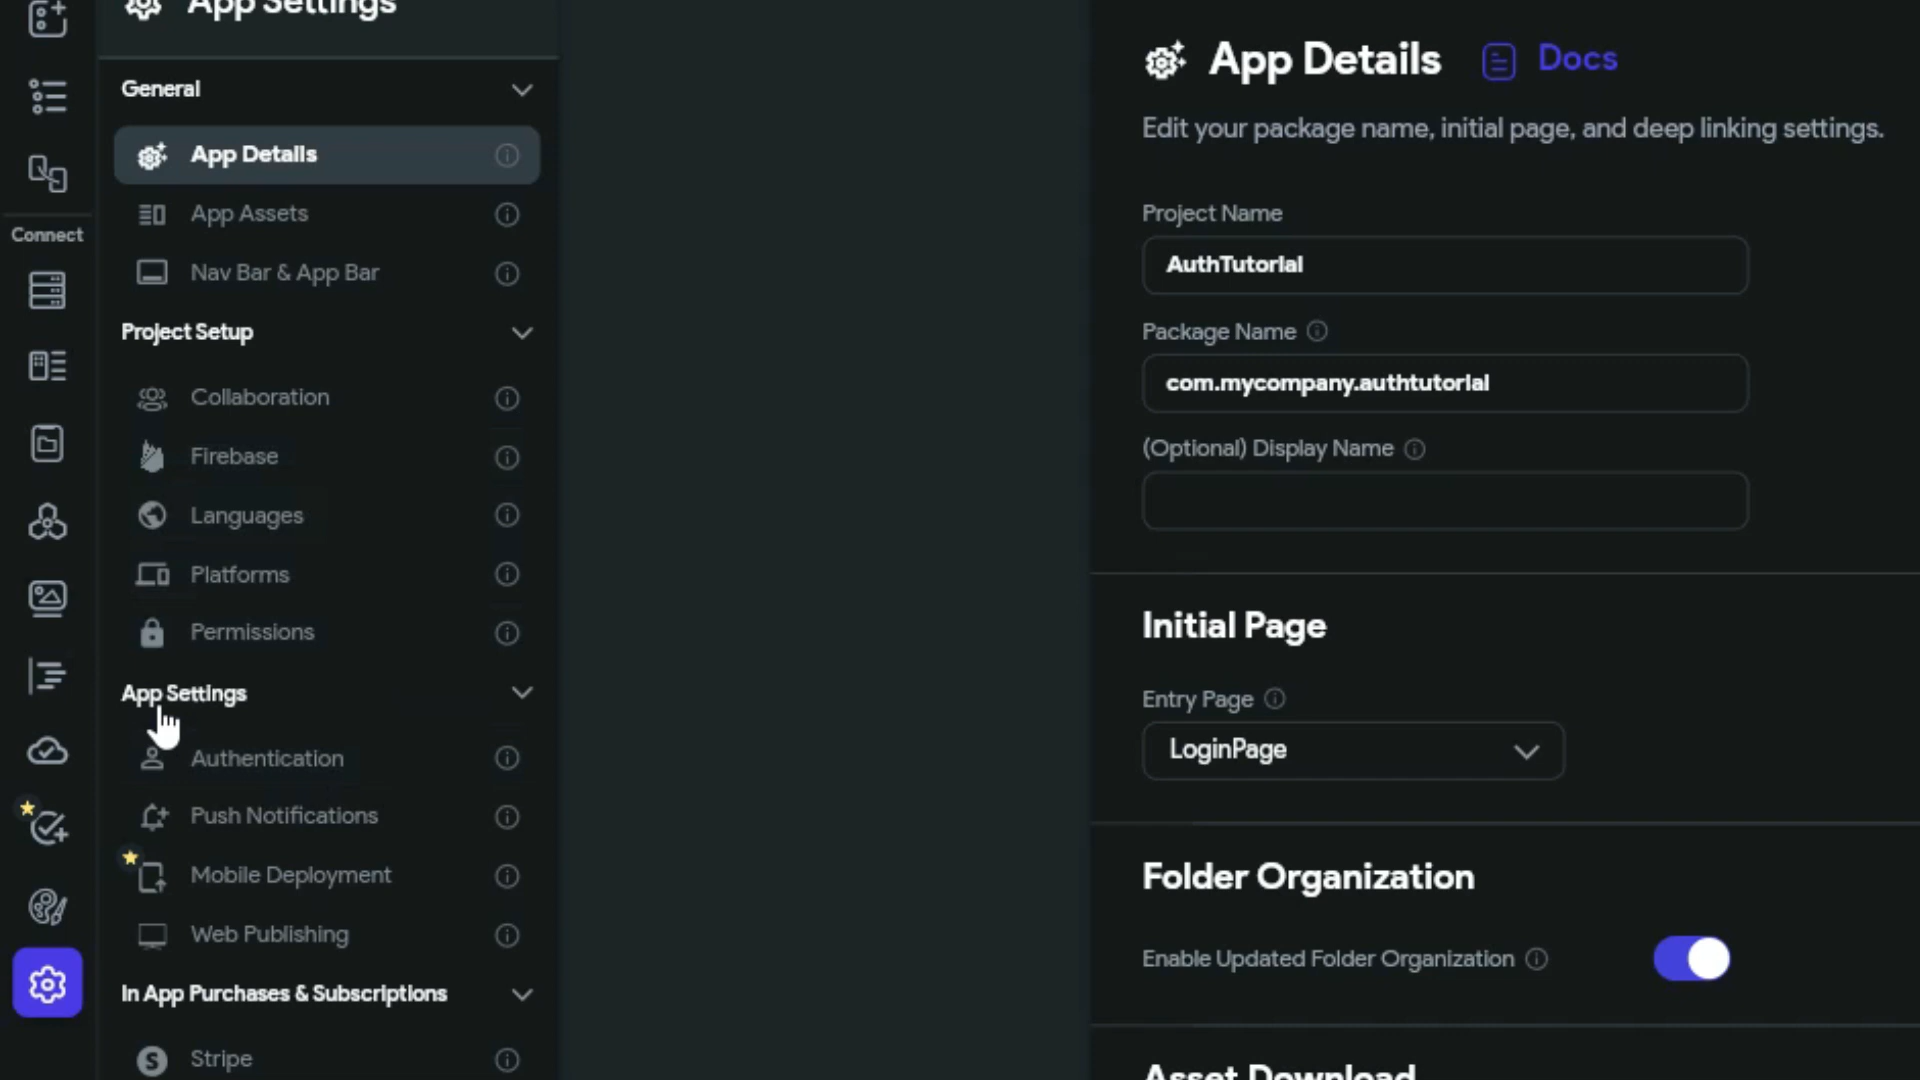 App Settings
Connect
General
App Details
App Assets
Nav Bar & App Bar
Project Setup
Collaboration
Firebase
Languages
Platforms
Permissions
App Settings
Authentication
Push Notifications
Mobile Deployment
Web Publishing
In App Purchases & Subscriptions
Stripe
App Details
Docs
Edit your package name, initial page, and deep linking settings.
Project Name
AuthTutorial
Package Name
com.mycompany.authtutorial
(Optional) Display Name
Initial Page
Entry Page
LoginPage
Folder Organization
Enable Updated Folder Organization
Asset Download